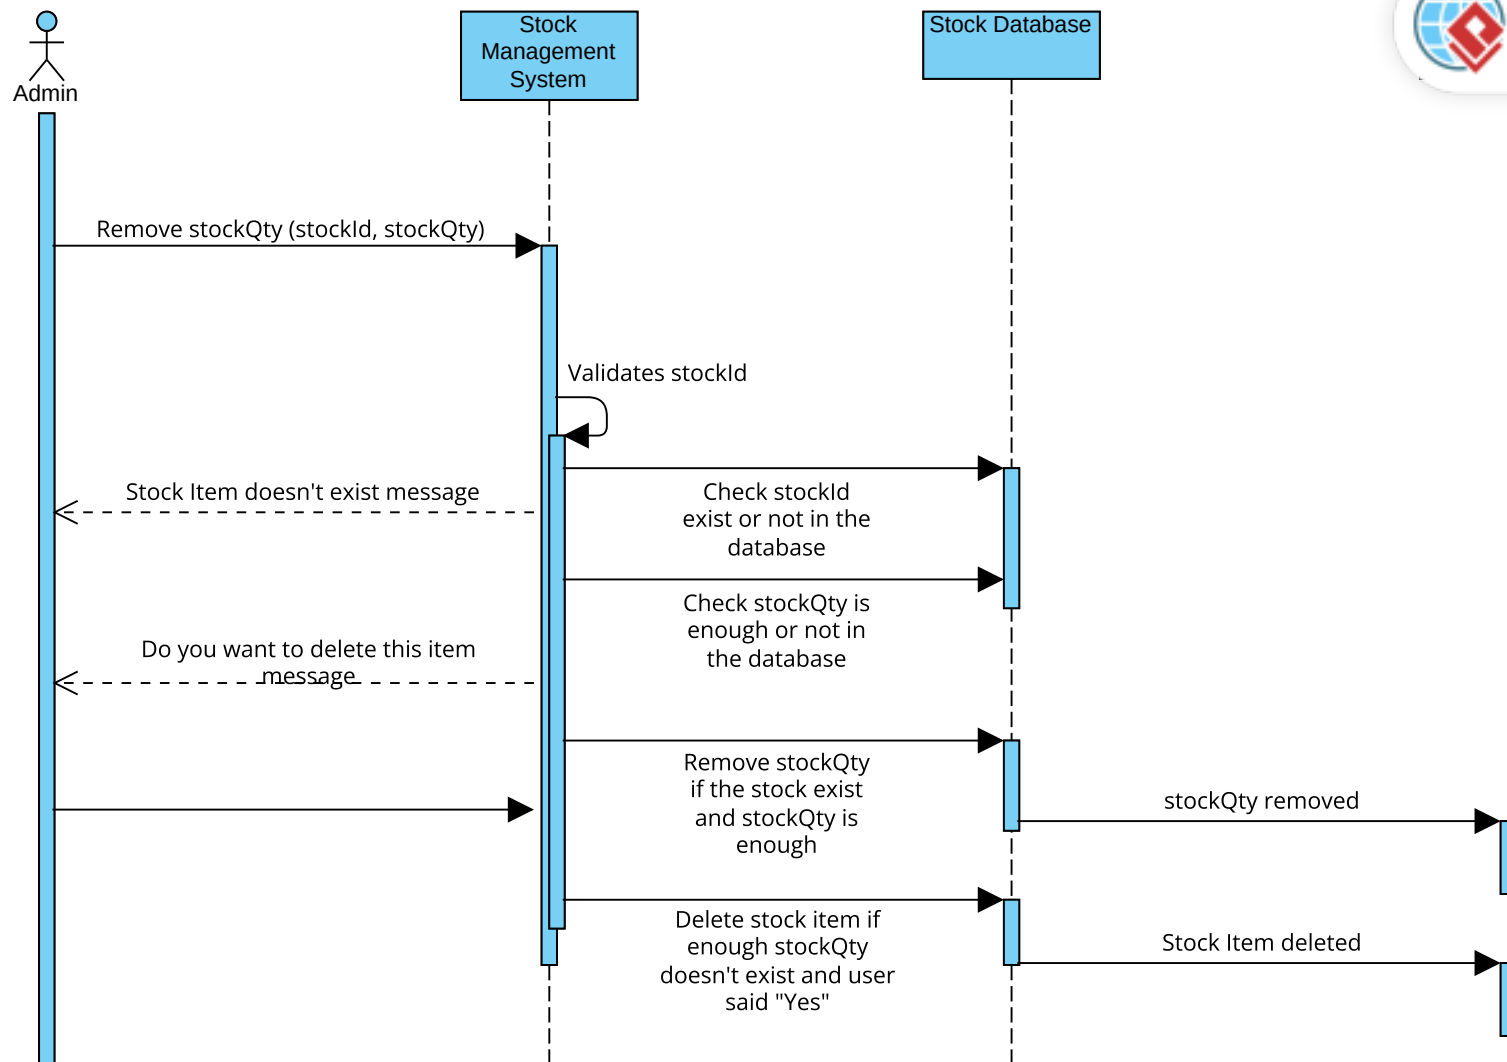 Admin
Stock
Management
System
Stock Database
Remove stockQty (stockId, stockQty)
Validates stockId
Stock Item doesn't exist message
Check stockId
exist or not in the
database
Check stockQty is
enough or not in
the database
Do you want to delete this item
message
Remove stockQty
if the stock exist
and stockQty is
enough
stockQty removed
Delete stock item if
enough stockQty
doesn't exist and user
said "Yes"
Stock Item deleted